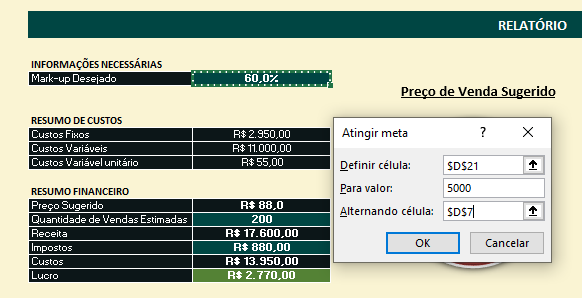 RELATÓRIO
INFORMAÇÕES NECESSÁRIAS
Mark-up Desejado 60,0%
Preço de Venda Sugerido
RESUMO DE CUSTOS
Custos Fixos R$ 2.950,00
Custos Variáveis R$ 11.000,00
Custos Variável unitário R$ 55,00
RESUMO FINANCEIRO
Preço Sugerido R$ 88,0
Quantidade de Vendas Estimadas 200
Receita R$ 17.600,00
Impostos R$ 880,00
Custos R$ 13.950,00
Lucro R$ 2.770,00
Atingir meta ? ×
Definir célula: $D$21
Para valor: 5000
Alternando célula: $D$7
OK Cancelar